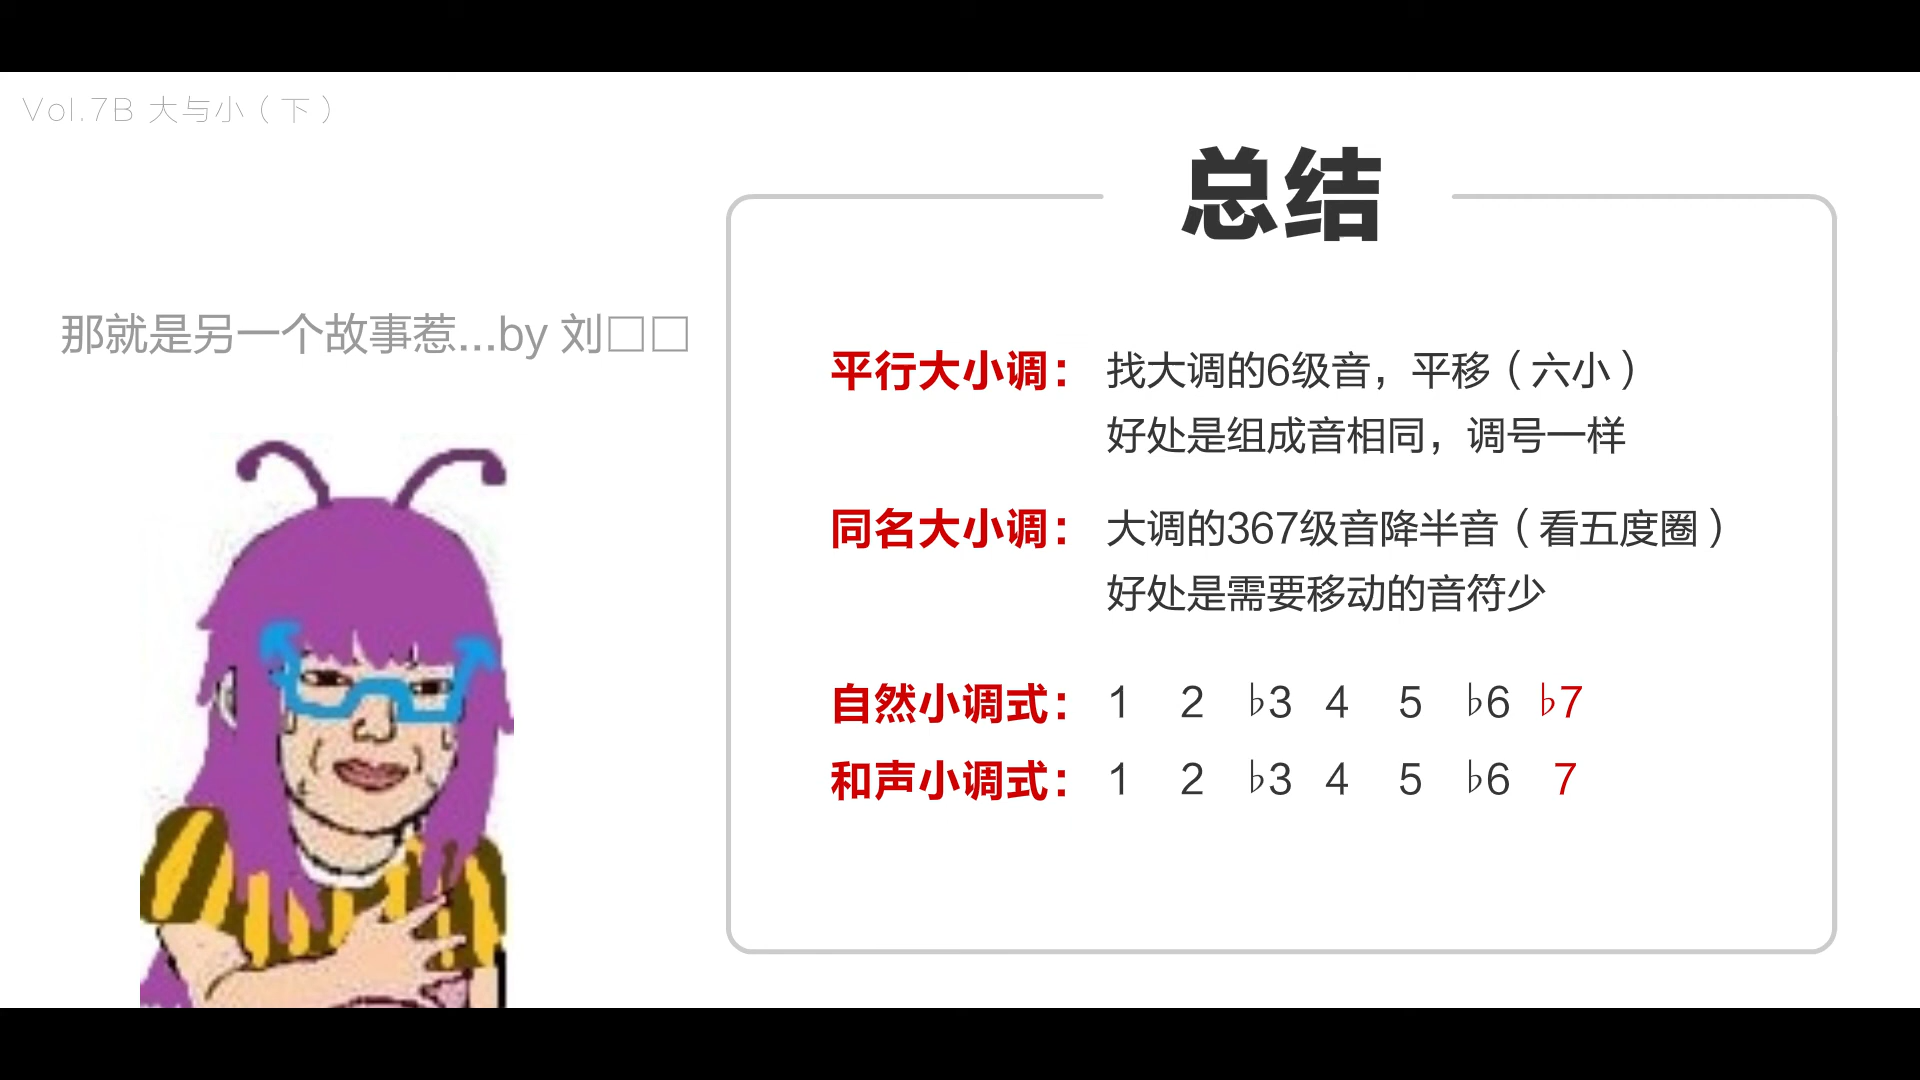 Vol.7B 大与小（下）
总结
那就是另一个故事惹...by 刘□□
平行大小调： 找大调的6级音，平移（六小）
好处是组成音相同，调号一样
同名大小调： 大调的367级音降半音（看五度圈）
好处是需要移动的音符少
自然小调式： 1 2 ♭3 4 5 ♭6 ♭7
和声小调式： 1 2 ♭3 4 5 ♭6 7